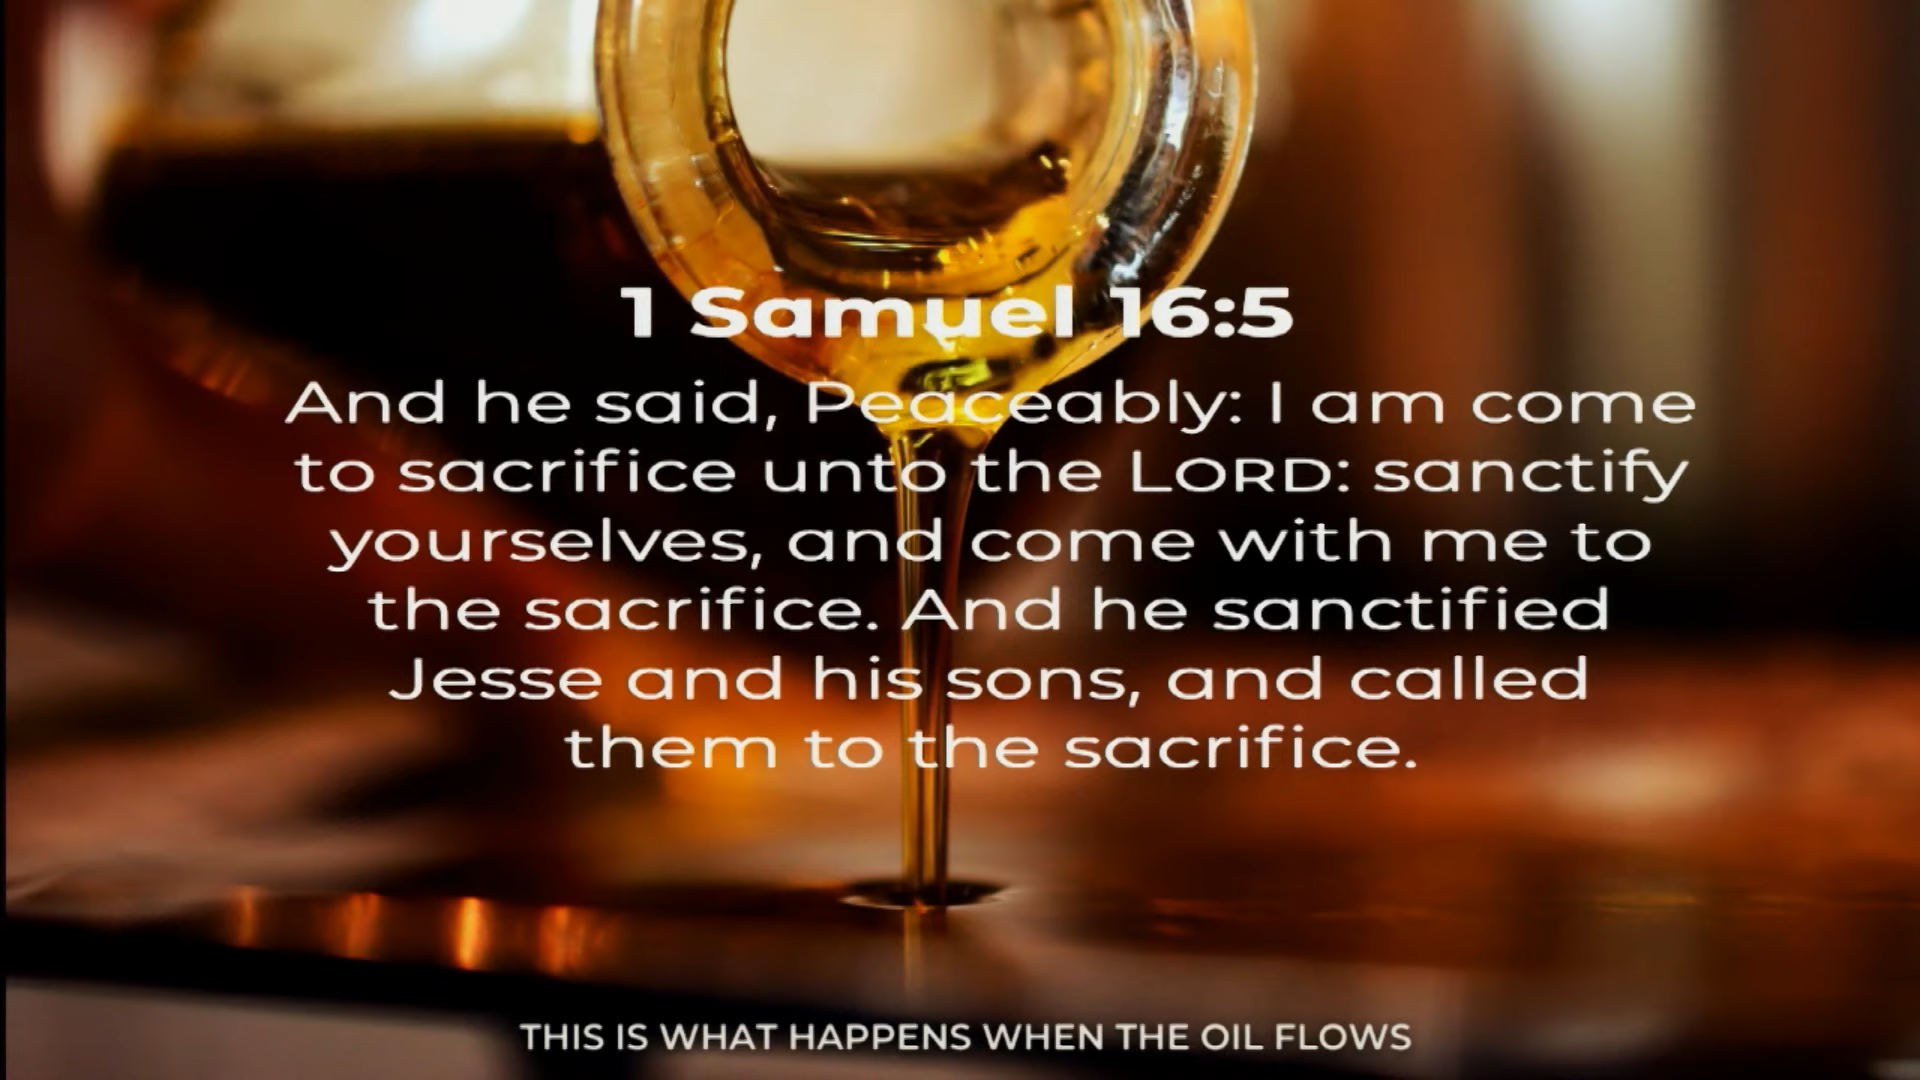 1 Samuel 16:5
And he said, Peaceably: I am come
to sacrifice unto the LORD: sanctify
yourselves, and come with me to
the sacrifice. And he sanctified
Jesse and his sons, and called
them to the sacrifice.
THIS IS WHAT HAPPENS WHEN THE OIL FLOWS